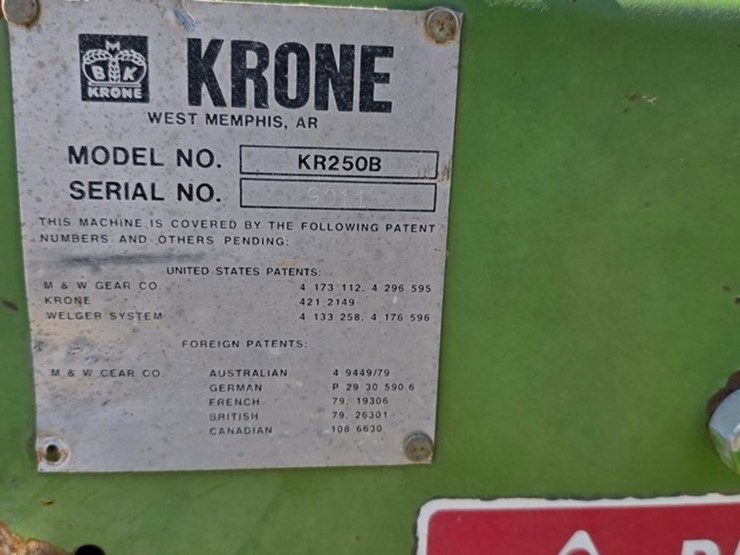 M
B K
KRONE
KRONE
WEST MEMPHIS, AR
MODEL NO. KR250B
SERIAL NO.
THIS MACHINE IS COVERED BY THE FOLLOWING PATENT
NUMBERS AND OTHERS PENDING:
UNITED STATES PATENTS:
M & W GEAR CO. 4 173 112, 4 296 595
KRONE 421 2149
WELGER SYSTEM 4 133 258, 4 176 596
FOREIGN PATENTS:
M & W GEAR CO. AUSTRALIAN 4 9449/79
GERMAN P 29 30 590.6
FRENCH 79, 19306
BRITISH 79, 26301
CANADIAN 108 6630